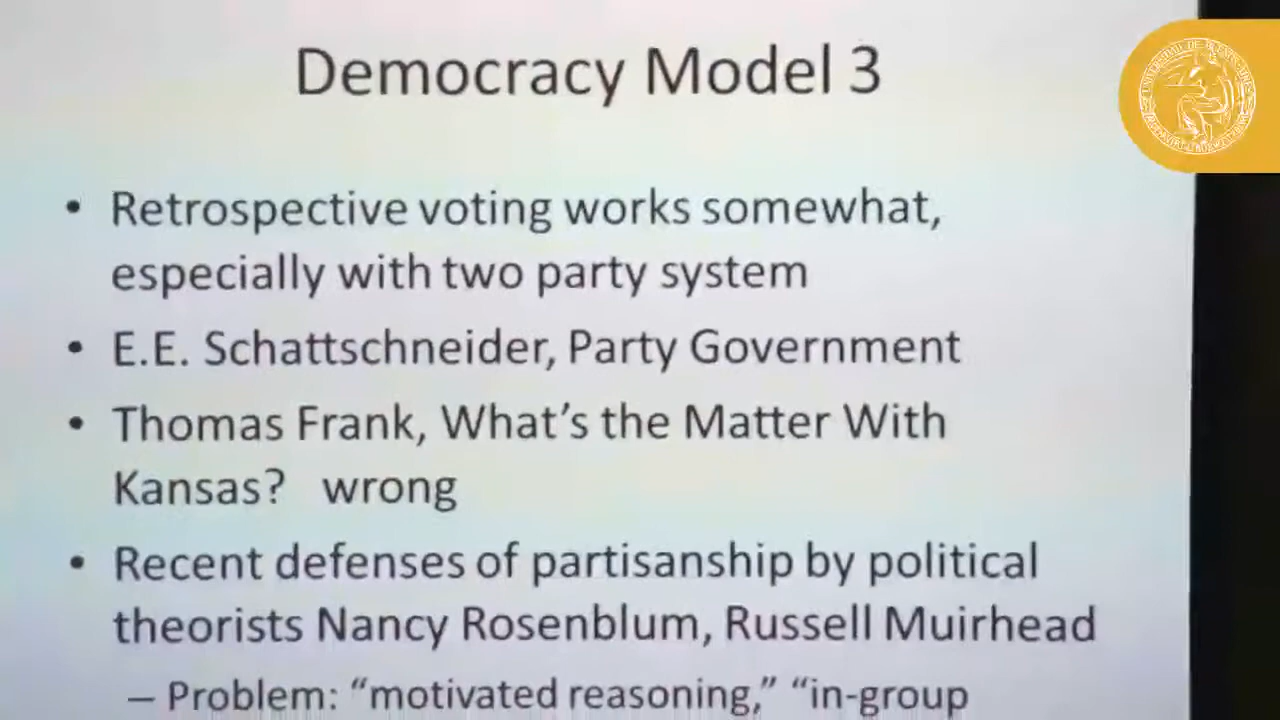 Democracy Model 3
• Retrospective voting works somewhat,
especially with two party system
• E.E. Schattschneider, Party Government
• Thomas Frank, What's the Matter With
Kansas? wrong
• Recent defenses of partisanship by political
theorists Nancy Rosenblum, Russell Muirhead
– Problem: “motivated reasoning,” “in-group